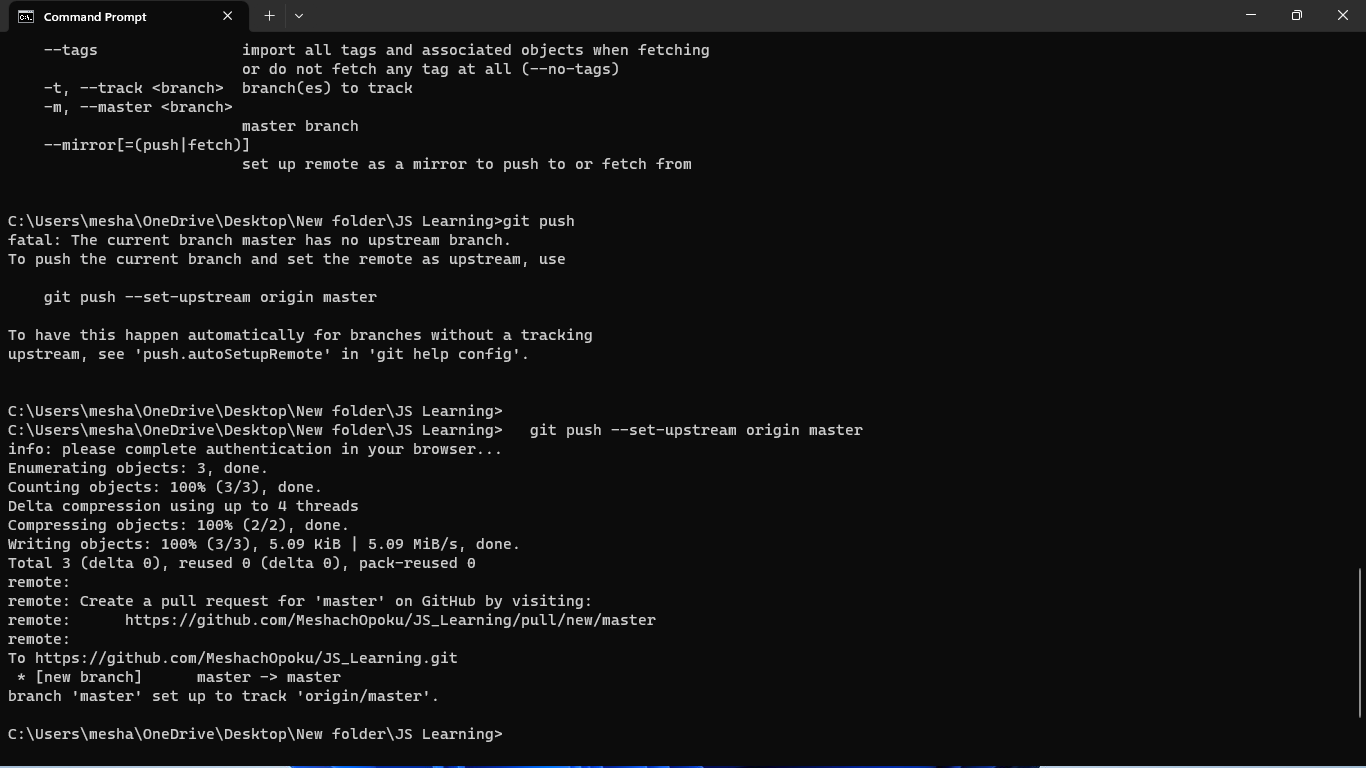 Command Prompt
--tags                import all tags and associated objects when fetching
                      or do not fetch any tag at all (--no-tags)
-t, --track <branch>  branch(es) to track
-m, --master <branch>
                      master branch
--mirror[=(push|fetch)]
                      set up remote as a mirror to push to or fetch from
C:\Users\mesha\OneDrive\Desktop\New folder\JS Learning>git push
fatal: The current branch master has no upstream branch.
To push the current branch and set the remote as upstream, use
    git push --set-upstream origin master
To have this happen automatically for branches without a tracking
upstream, see 'push.autoSetupRemote' in 'git help config'.
C:\Users\mesha\OneDrive\Desktop\New folder\JS Learning>
C:\Users\mesha\OneDrive\Desktop\New folder\JS Learning>   git push --set-upstream origin master
info: please complete authentication in your browser...
Enumerating objects: 3, done.
Counting objects: 100% (3/3), done.
Delta compression using up to 4 threads
Compressing objects: 100% (2/2), done.
Writing objects: 100% (3/3), 5.09 KiB | 5.09 MiB/s, done.
Total 3 (delta 0), reused 0 (delta 0), pack-reused 0
remote:
remote: Create a pull request for 'master' on GitHub by visiting:
remote:      https://github.com/MeshachOpoku/JS_Learning/pull/new/master
remote:
To https://github.com/MeshachOpoku/JS_Learning.git
 * [new branch]      master -> master
branch 'master' set up to track 'origin/master'.
C:\Users\mesha\OneDrive\Desktop\New folder\JS Learning>